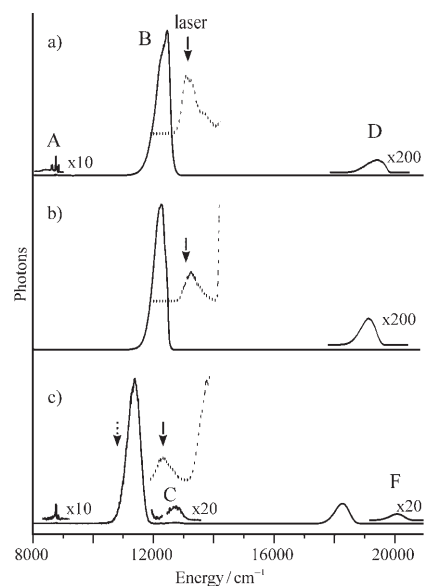 laser
a)
B
A
x10
D
x200
b)
x200
c)
x10
C
x20
F
x20
Photons
8000
12000
16000
20000
Energy / cm⁻¹